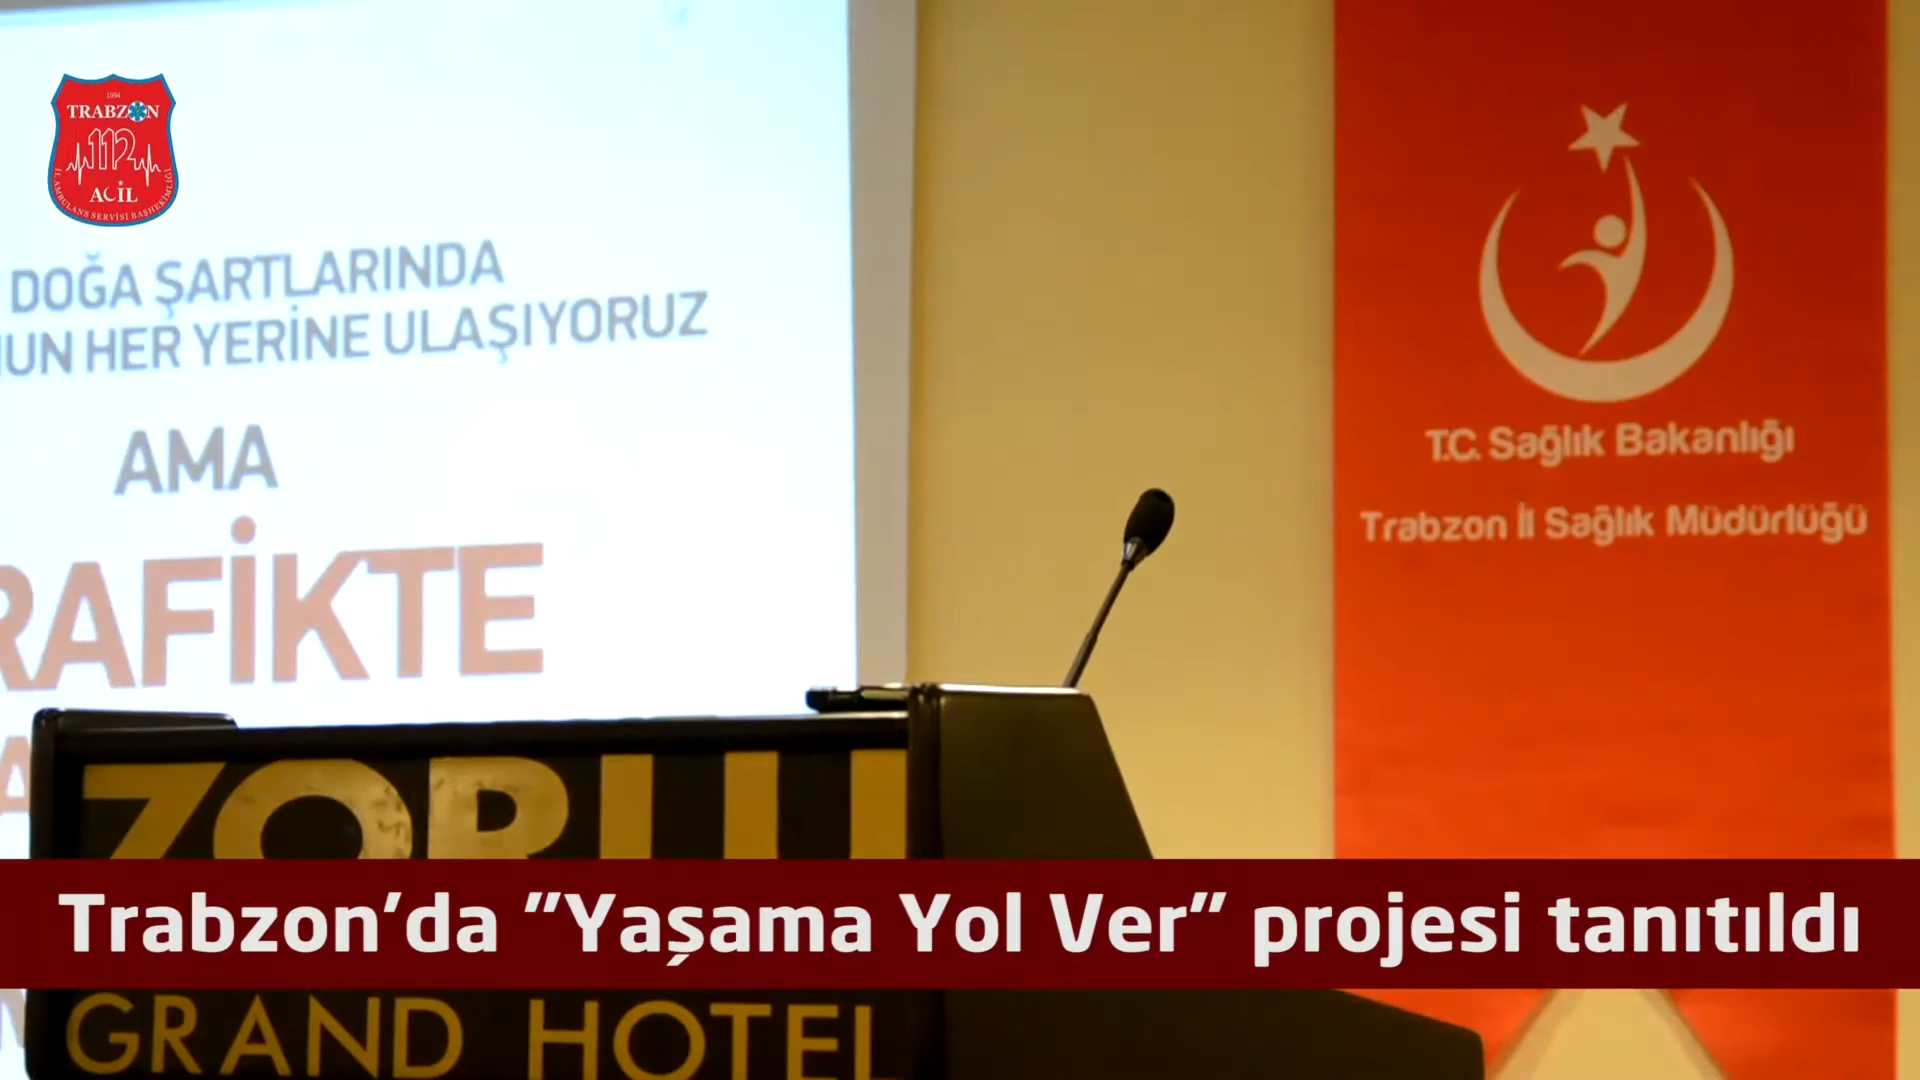 1994
TRABZON
112
ACİL
İL AMBULANS SERVİSİ BAŞHEKİMLİĞİ
DOĞA ŞARTLARINDA
HER YERİNE ULAŞIYORUZ
AMA
RAFİKTE
T.C. Sağlık Bakanlığı
Trabzon İl Sağlık Müdürlüğü
ZORLU
Trabzon'da "Yaşama Yol Ver" projesi tanıtıldı
GRAND HOTEL